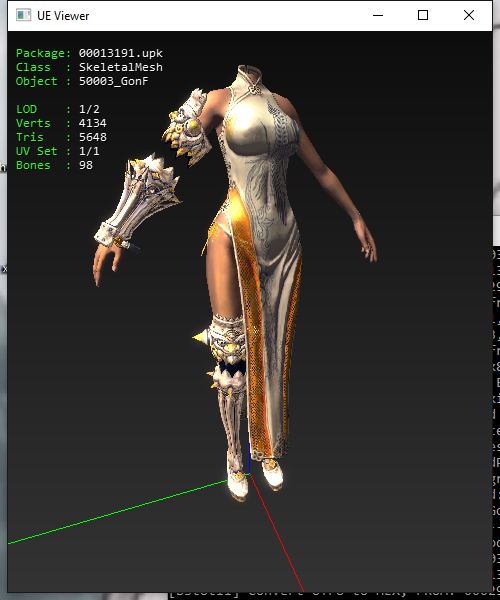 UE Viewer
Package: 00013191.upk
Class  : SkeletalMesh
Object : 50003_GonF
LOD    : 1/2
Verts  : 4134
Tris   : 5648
UV Set : 1/1
Bones  : 98